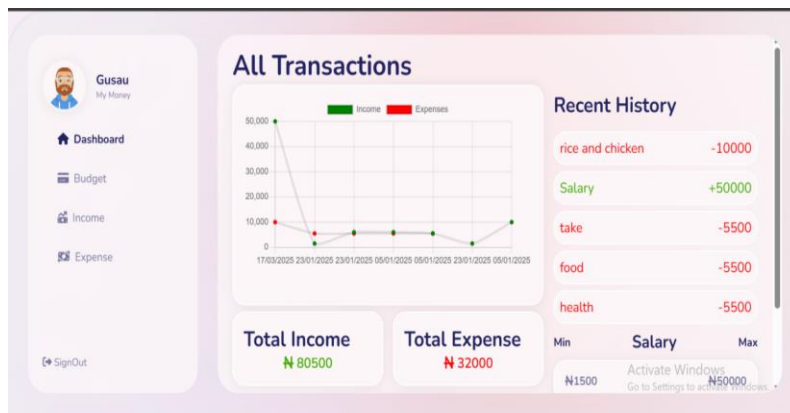 Gusau
My Money
Dashboard
Budget
Income
Expense
SignOut
All Transactions
Income Expenses
50,000
40,000
30,000
20,000
10,000
0
17/03/2025 23/01/2025 23/01/2025 05/01/2025 05/01/2025 23/01/2025 05/01/2025
Total Income
₦ 80500
Total Expense
₦ 32000
Recent History
rice and chicken -10000
Salary +50000
take -5500
food -5500
health -5500
Min Salary Max
₦1500 ₦50000
Activate Windows
Go to Settings to activate Windows.